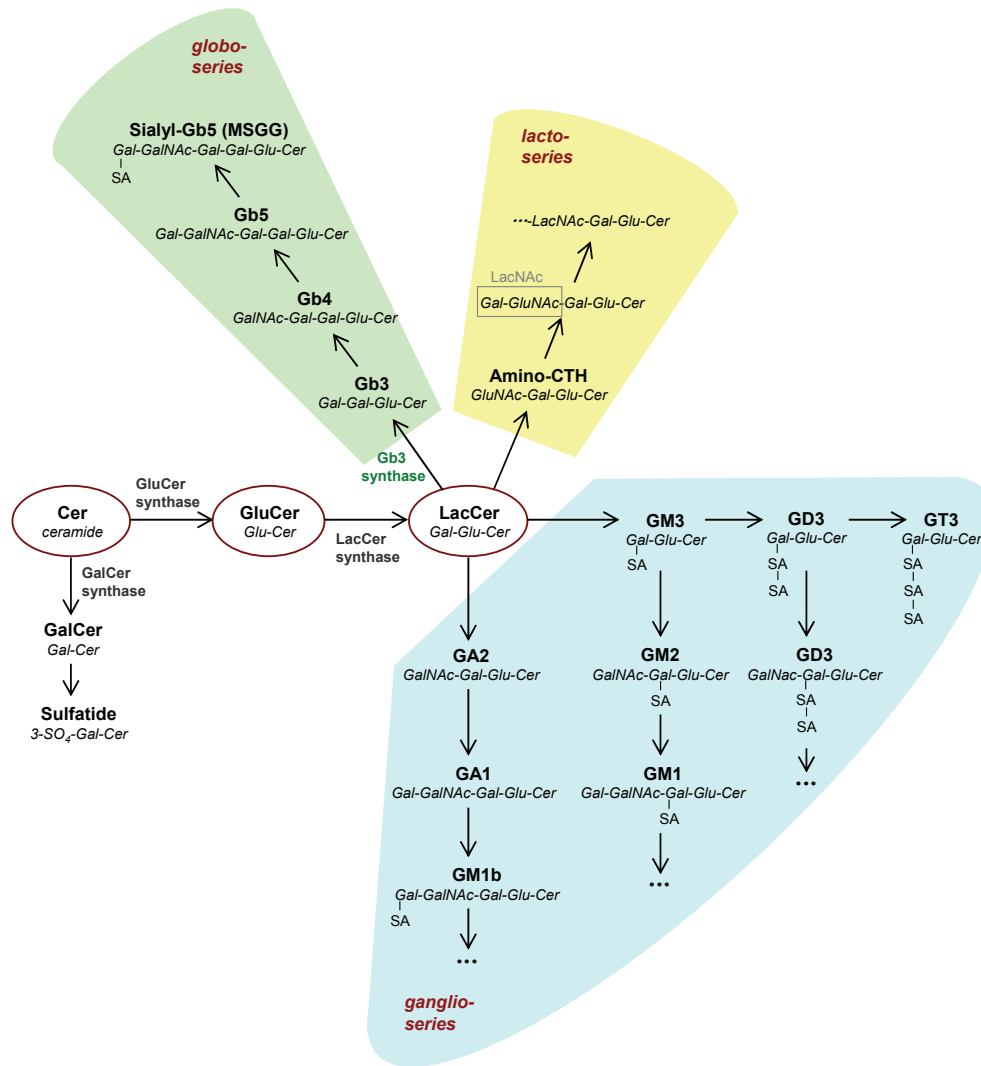 globo-
series
Sialyl-Gb5 (MSGG)
Gal-GalNAc-Gal-Gal-Glu-Cer
SA
Gb5
Gal-GalNAc-Gal-Gal-Glu-Cer
Gb4
GalNAc-Gal-Gal-Glu-Cer
Gb3
Gal-Gal-Glu-Cer
lacto-
series
···-LacNAc-Gal-Glu-Cer
LacNAc
Gal-GluNAc-Gal-Glu-Cer
Amino-CTH
GluNAc-Gal-Glu-Cer
Gb3
synthase
GluCer
synthase
Cer
ceramide
GluCer
Glu-Cer
LacCer
synthase
LacCer
Gal-Glu-Cer
GalCer
synthase
GalCer
Gal-Cer
Sulfatide
3-SO₄-Gal-Cer
GM3
Gal-Glu-Cer
SA
GD3
Gal-Glu-Cer
SA
SA
GT3
Gal-Glu-Cer
SA
SA
SA
GA2
GalNAc-Gal-Glu-Cer
GM2
GalNAc-Gal-Glu-Cer
SA
GD3
GalNac-Gal-Glu-Cer
SA
SA
···
GA1
Gal-GalNAc-Gal-Glu-Cer
GM1
Gal-GalNAc-Gal-Glu-Cer
SA
···
GM1b
Gal-GalNAc-Gal-Glu-Cer
SA
···
ganglio-
series